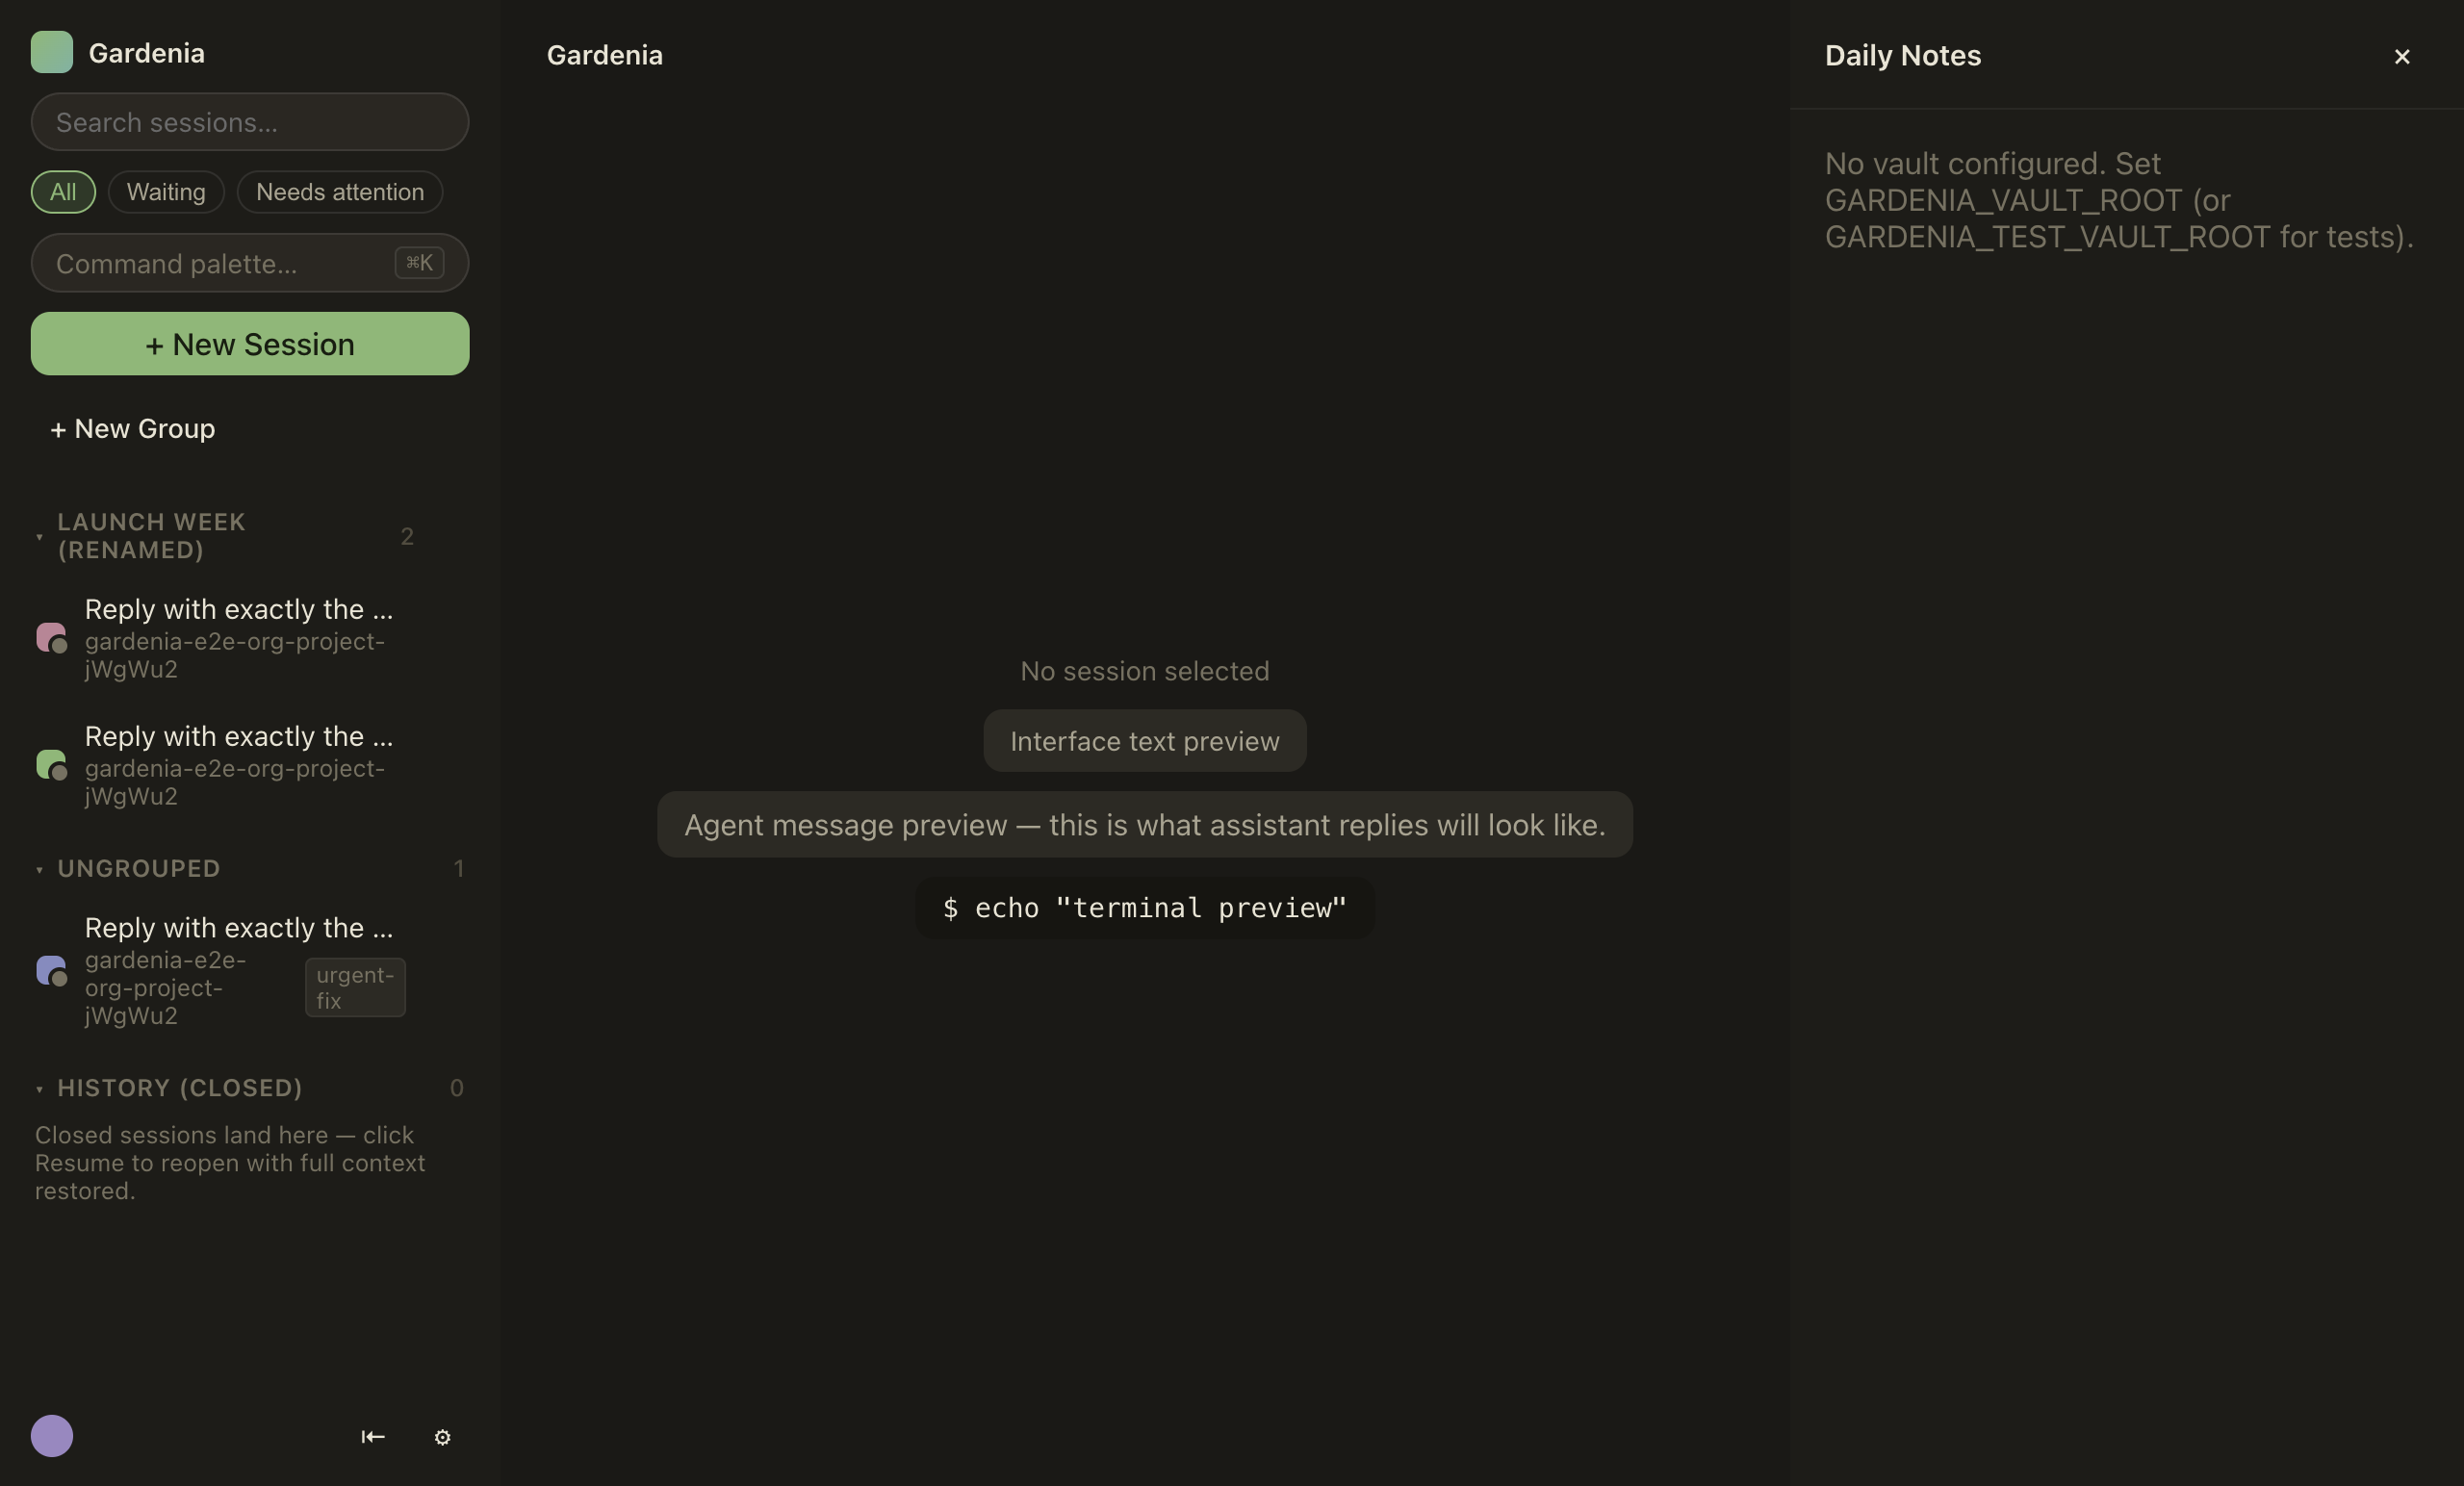 Gardenia
Search sessions...
All
Waiting
Needs attention
Command palette...
⌘K
+ New Session
+ New Group
▾ LAUNCH WEEK
(RENAMED)
2
Reply with exactly the ...
gardenia-e2e-org-project-
jWgWu2
Reply with exactly the ...
gardenia-e2e-org-project-
jWgWu2
▾ UNGROUPED
1
Reply with exactly the ...
gardenia-e2e-
org-project-
jWgWu2
urgent-
fix
▾ HISTORY (CLOSED)
0
Closed sessions land here — click
Resume to reopen with full context
restored.
Gardenia
No session selected
Interface text preview
Agent message preview — this is what assistant replies will look like.
$ echo "terminal preview"
Daily Notes
×
No vault configured. Set
GARDENIA_VAULT_ROOT (or
GARDENIA_TEST_VAULT_ROOT for tests).